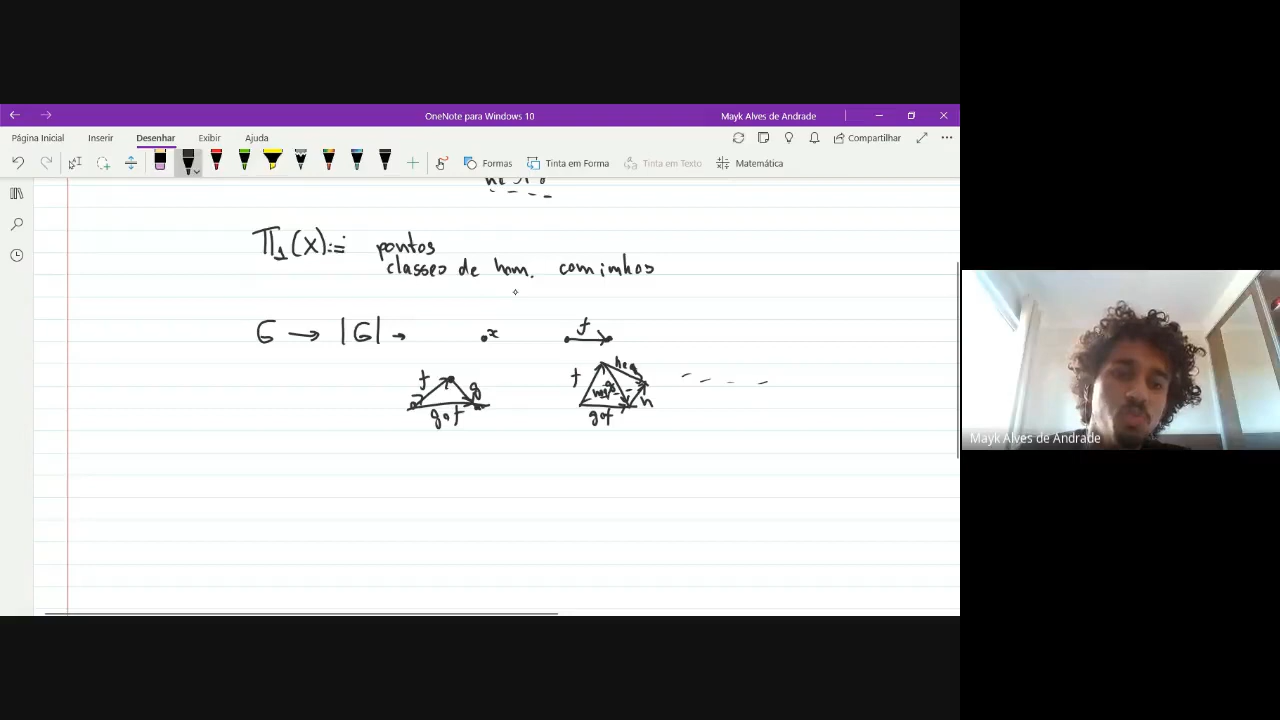 OneNote para Windows 10
Mayk Alves de Andrade
Página Inicial Inserir Desenhar Exibir Ajuda
Compartilhar
Formas Tinta em Forma Tinta em Texto Matemática
Π₁(X):= pontos
classes de hom. caminhos
G → |G| → x f
f g g∘f
f h∘g g h g∘f
Mayk Alves de Andrade